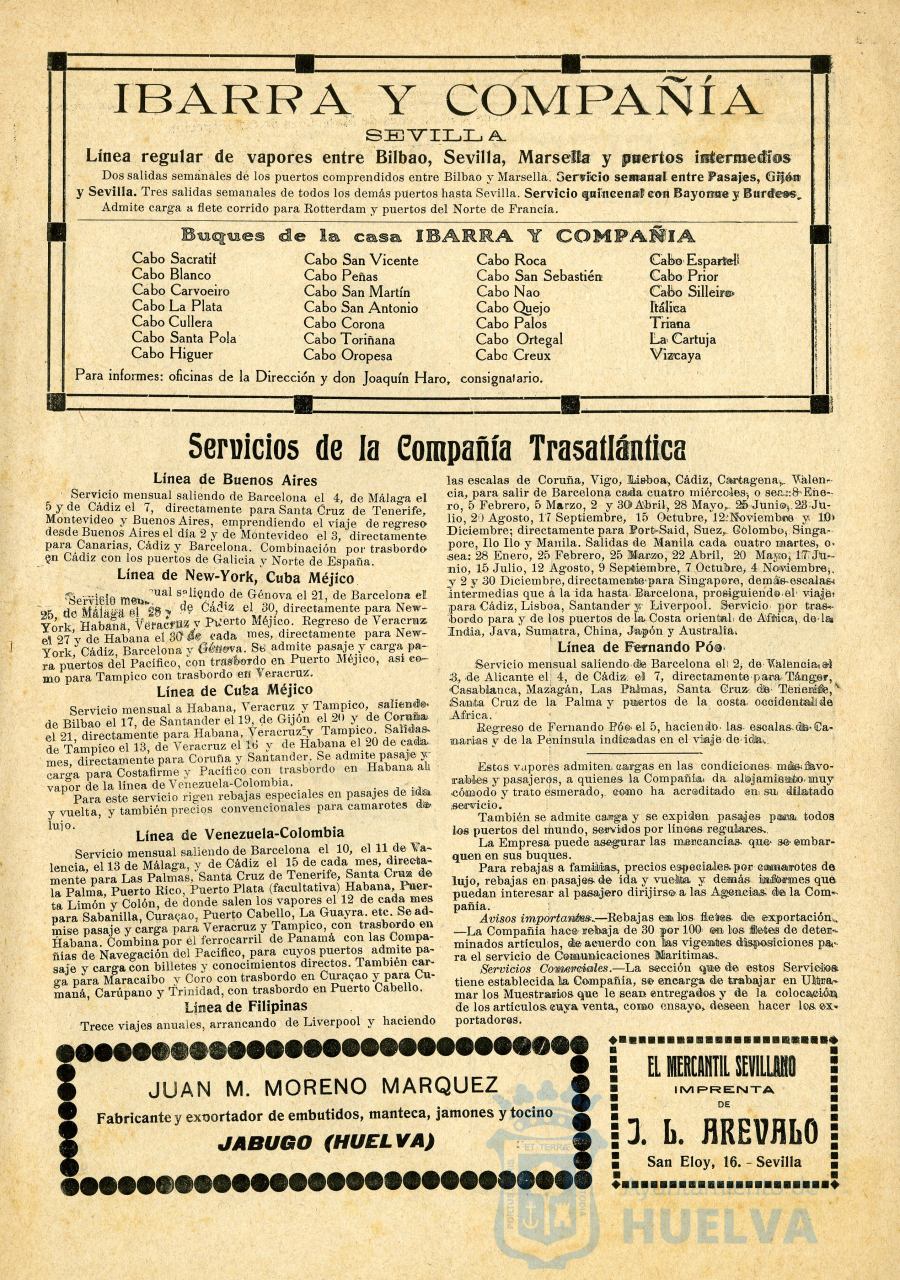 IBARRA Y COMPAÑÍA
SEVILLA
Línea regular de vapores entre Bilbao, Sevilla, Marsella y puertos intermedios
Dos salidas semanales de los puertos comprendidos entre Bilbao y Marsella. Servicio semanal entre Pasajes, Gijón
y Sevilla. Tres salidas semanales de todos los demás puertos hasta Sevilla. Servicio quincenal con Bayonne y Burdeos.
Admite carga a flete corrido para Rotterdam y puertos del Norte de Francia.
Buques de la casa IBARRA Y COMPAÑIA
Cabo Sacratif
Cabo Blanco
Cabo Carvoeiro
Cabo La Plata
Cabo Cullera
Cabo Santa Pola
Cabo Higuer
Cabo San Vicente
Cabo Peñas
Cabo San Martín
Cabo San Antonio
Cabo Corona
Cabo Toriñana
Cabo Oropesa
Cabo Roca
Cabo San Sebastián
Cabo Nao
Cabo Quejo
Cabo Palos
Cabo Ortegal
Cabo Creux
Cabo Espartell
Cabo Prior
Cabo Silleiro
Itálica
Triana
La Cartuja
Vizcaya
Para informes: oficinas de la Dirección y don Joaquín Haro, consignatario.
Servicios de la Compañía Trasatlántica
Línea de Buenos Aires
Servicio mensual saliendo de Barcelona el 4, de Málaga el
5 y de Cádiz el 7, directamente para Santa Cruz de Tenerife,
Montevideo y Buenos Aires, emprendiendo el viaje de regreso
desde Buenos Aires el día 2 y de Montevideo el 3, directamente
para Canarias, Cádiz y Barcelona. Combinación por trasbordo
en Cádiz con los puertos de Galicia y Norte de España.
Línea de New-York, Cuba Méjico
Servicio mensual saliendo de Génova el 21, de Barcelona el
25, de Málaga el 28 y de Cádiz el 30, directamente para New-
York, Habana, Veracruz y Puerto Méjico. Regreso de Veracruz
el 27 y de Habana el 30 de cada mes, directamente para New-
York, Cádiz, Barcelona y Génova. Se admite pasaje y carga pa-
ra puertos del Pacífico, con trasbordo en Puerto Méjico, así co-
mo para Tampico con trasbordo en Veracruz.
Línea de Cuba Méjico
Servicio mensual a Habana, Veracruz y Tampico, saliendo
de Bilbao el 17, de Santander el 19, de Gijón el 20 y de Coruña
el 21, directamente para Habana, Veracruz y Tampico. Salidas
de Tampico el 13, de Veracruz el 16 y de Habana el 20 de cada
mes, directamente para Coruña y Santander. Se admite pasaje y
carga para Costafirme y Pacífico con trasbordo en Habana al
vapor de la línea de Venezuela-Colombia.
Para este servicio rigen rebajas especiales en pasajes de ida
y vuelta, y también precios convencionales para camarotes de
lujo.
Línea de Venezuela-Colombia
Servicio mensual saliendo de Barcelona el 10, el 11 de Va-
lencia, el 13 de Málaga, y de Cádiz el 15 de cada mes, directa-
mente para Las Palmas, Santa Cruz de Tenerife, Santa Cruz de
la Palma, Puerto Rico, Puerto Plata (facultativa) Habana, Puer-
ta Limón y Colón, de donde salen los vapores el 12 de cada mes
para Sabanilla, Curaçao, Puerto Cabello, La Guayra. etc. Se ad-
mise pasaje y carga para Veracruz y Tampico, con trasbordo en
Habana. Combina por el ferrocarril de Panamá con las Compa-
ñías de Navegación del Pacífico, para cuyos puertos admite pa-
saje y carga con billetes y conocimientos directos. También car-
ga para Maracaibo y Coro con trasbordo en Curaçao y para Cu-
maná, Carúpano y Trinidad, con trasbordo en Puerto Cabello.
Línea de Filipinas
Trece viajes anuales, arrancando de Liverpool y haciendo
las escalas de Coruña, Vigo, Lisboa, Cádiz, Cartagena, Valen-
cia, para salir de Barcelona cada cuatro miércoles, o sea: 8 Ene-
ro, 5 Febrero, 5 Marzo, 2 y 30 Abril, 28 Mayo, 25 Junio, 23 Ju-
lio, 20 Agosto, 17 Septiembre, 15 Octubre, 12 Noviembre y 10
Diciembre; directamente para Port-Said, Suez, Colombo, Singa-
pore, Ilo Ilo y Manila. Salidas de Manila cada cuatro martes, o
sea: 28 Enero, 25 Febrero, 25 Marzo, 22 Abril, 20 Mayo, 17 Ju-
nio, 15 Julio, 12 Agosto, 9 Septiembre, 7 Octubre, 4 Noviembre,
y 2 y 30 Diciembre, directamente para Singapore, demás escalas
intermedias que á la ida hasta Barcelona, prosiguiendo el viaje
para Cádiz, Lisboa, Santander y Liverpool. Servicio por tras-
bordo para y de los puertos de la Costa oriental de Africa, de la
India, Java, Sumatra, China, Japón y Australia.
Línea de Fernando Póo
Servicio mensual saliendo de Barcelona el 2, de Valencia el
3, de Alicante el 4, de Cádiz el 7, directamente para Tánger,
Casablanca, Mazagán, Las Palmas, Santa Cruz de Tenerife,
Santa Cruz de la Palma y puertos de la costa occidental de
Africa.
Regreso de Fernando Póo el 5, haciendo las escalas de Ca-
narias y de la Peninsula indicadas en el viaje de ida.
Estos vapores admiten cargas en las condiciones más favo-
rables y pasajeros, a quienes la Compañía da alojamiento muy
cómodo y trato esmerado, como ha acreditado en su dilatado
servicio.
También se admite carga y se expiden pasajes para todos
los puertos del mundo, servidos por líneas regulares.
La Empresa puede asegurar las mercancías que se embar-
quen en sus buques.
Para rebajas a familias, precios especiales por camarotes de
lujo, rebajas en pasajes de ida y vuelta y demás informes que
puedan interesar al pasajero dirijirse a las Agencias de la Com-
pañía.
Avisos importantes.—Rebajas en los fletes de exportación.
—La Compañía hace rebaja de 30 por 100 en los fletes de deter-
minados artículos, de acuerdo con las vigentes disposiciones pa-
ra el servicio de Comunicaciones Marítimas.
Servicios Comerciales.—La sección que de estos Servicios
tiene establecida la Compañía, se encarga de trabajar en Ultra-
mar los Muestrarios que le sean entregados y de la colocación
de los artículos cuya venta, como ensayo, deseen hacer los ex-
portadores.
JUAN M. MORENO MARQUEZ
Fabricante y exportador de embutidos, manteca, jamones y tocino
JABUGO (HUELVA)
EL MERCANTIL SEVILLANO
IMPRENTA
DE
J. L. AREVALO
San Eloy, 16. - Sevilla
Ayuntamiento de
HUELVA